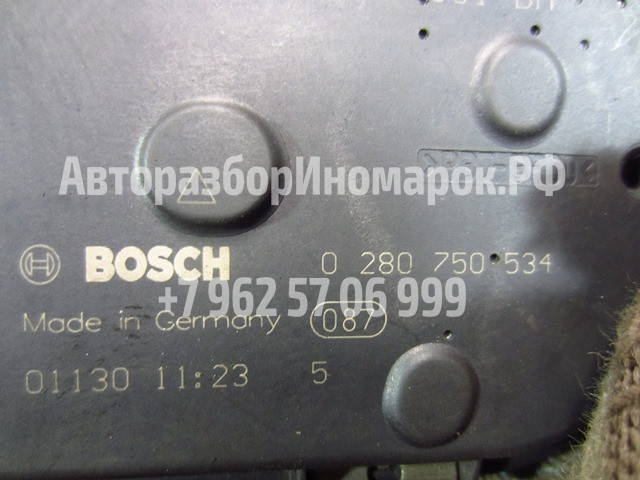 АвторазборИномарок.РФ
BOSCH 0 280 750 534
+7 962 57 06 999
Made in Germany 087
01130 11:23 5